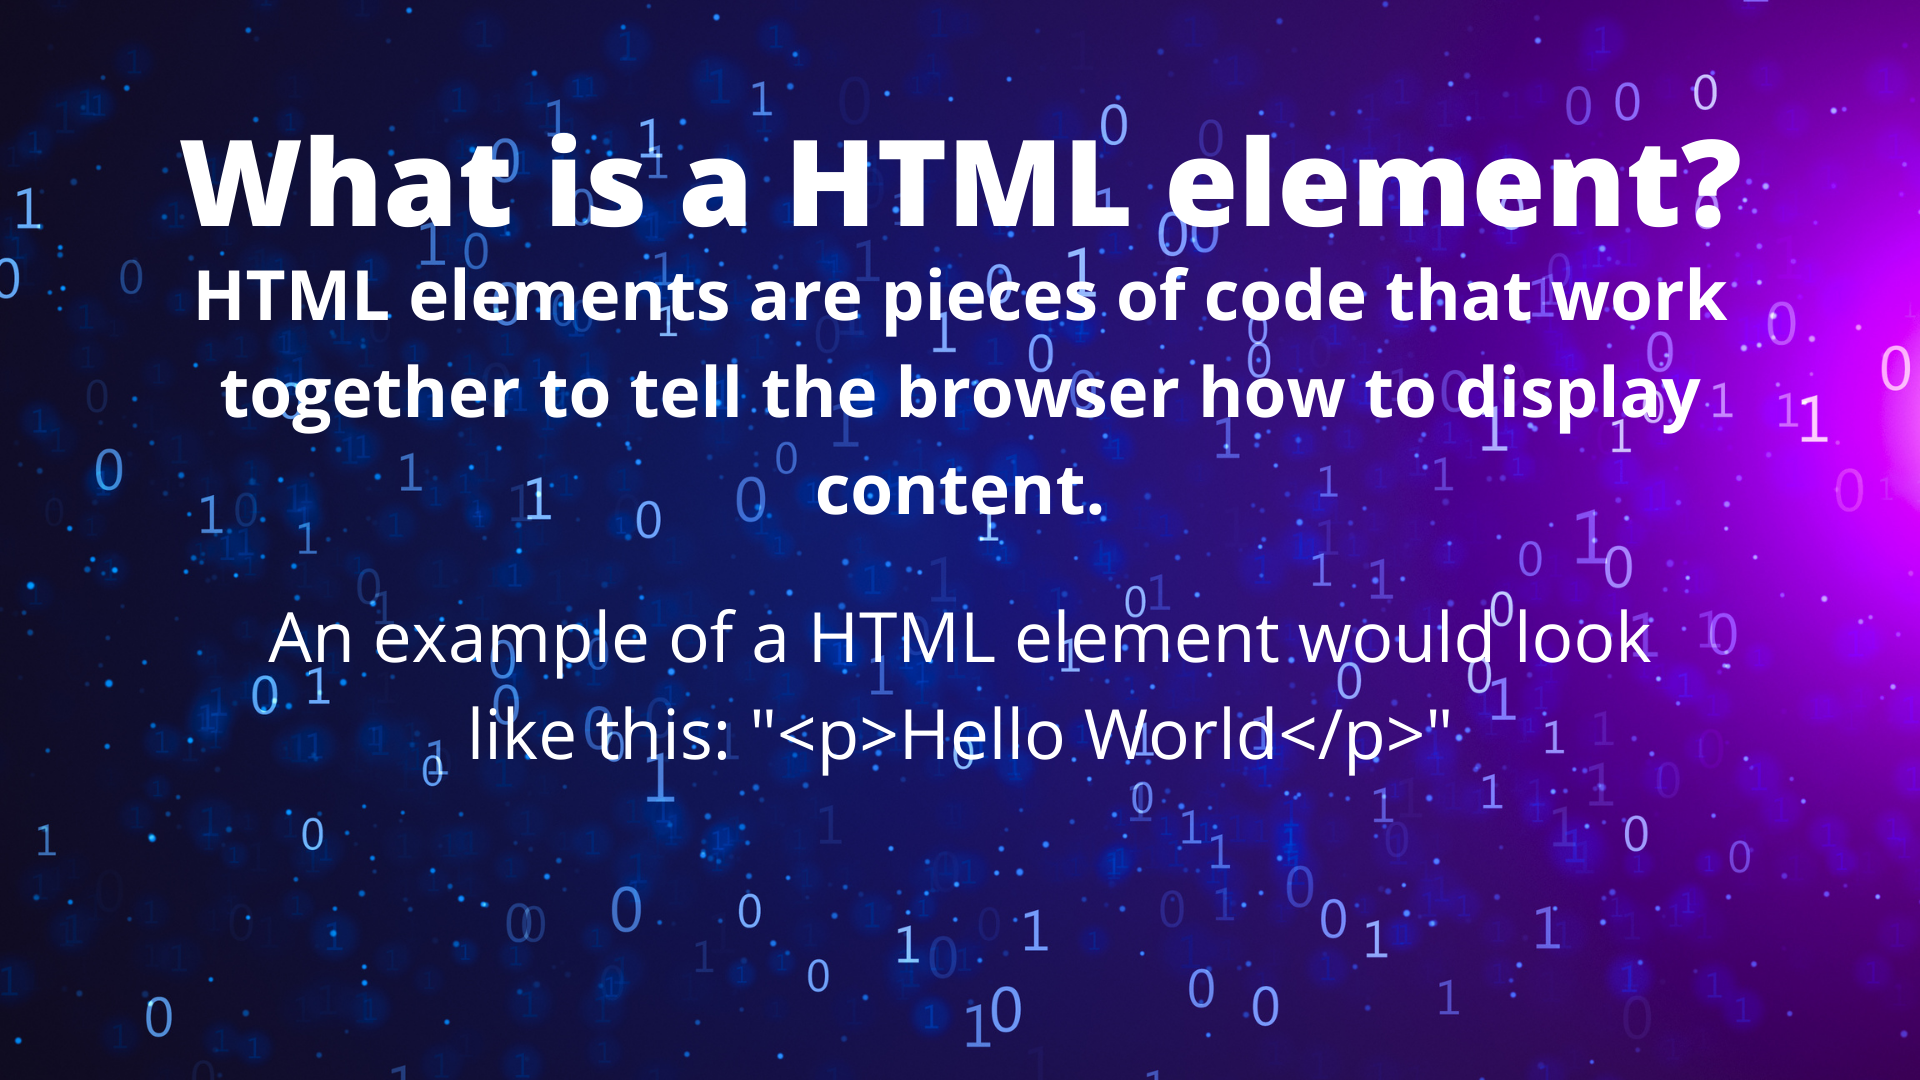 What is a HTML element?
HTML elements are pieces of code that work
together to tell the browser how to display
content.
An example of a HTML element would look
like this: "<p>Hello World</p>"